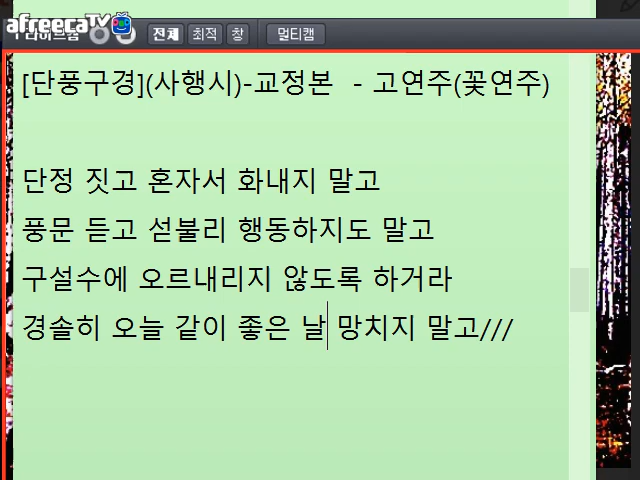 afreecaTV
전체 최근 창 멀티캠
[단풍구경](사행시)-교정본 - 고연주(꽃연주)
단정 짓고 혼자서 화내지 말고
풍문 듣고 섣불리 행동하지도 말고
구설수에 오르내리지 않도록 하거라
경솔히 오늘 같이 좋은 날 망치지 말고///